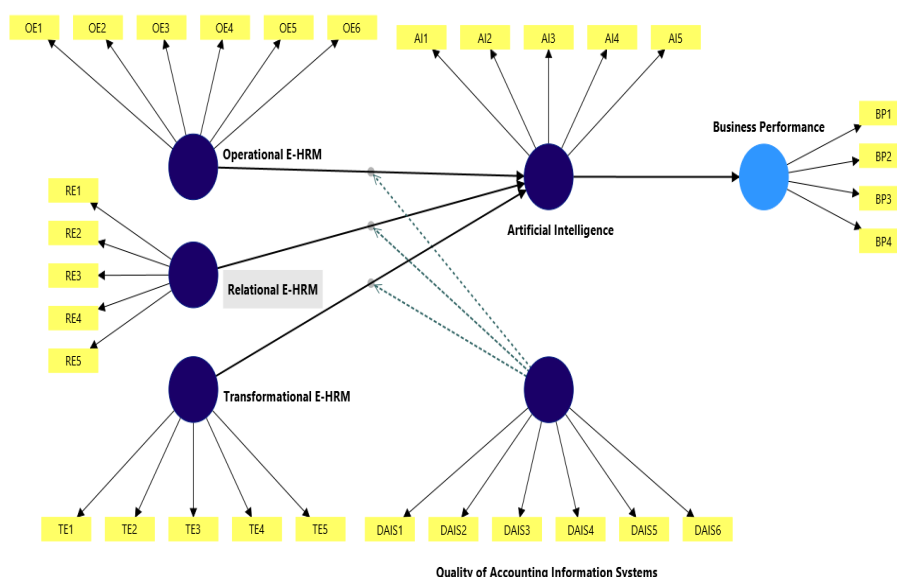 OE1 OE2 OE3 OE4 OE5 OE6
AI1 AI2 AI3 AI4 AI5
Operational E-HRM
Business Performance
BP1
BP2
BP3
BP4
RE1
RE2
RE3
RE4
RE5
Artificial Intelligence
Relational E-HRM
Transformational E-HRM
TE1 TE2 TE3 TE4 TE5
DAIS1 DAIS2 DAIS3 DAIS4 DAIS5 DAIS6
Quality of Accounting Information Systems